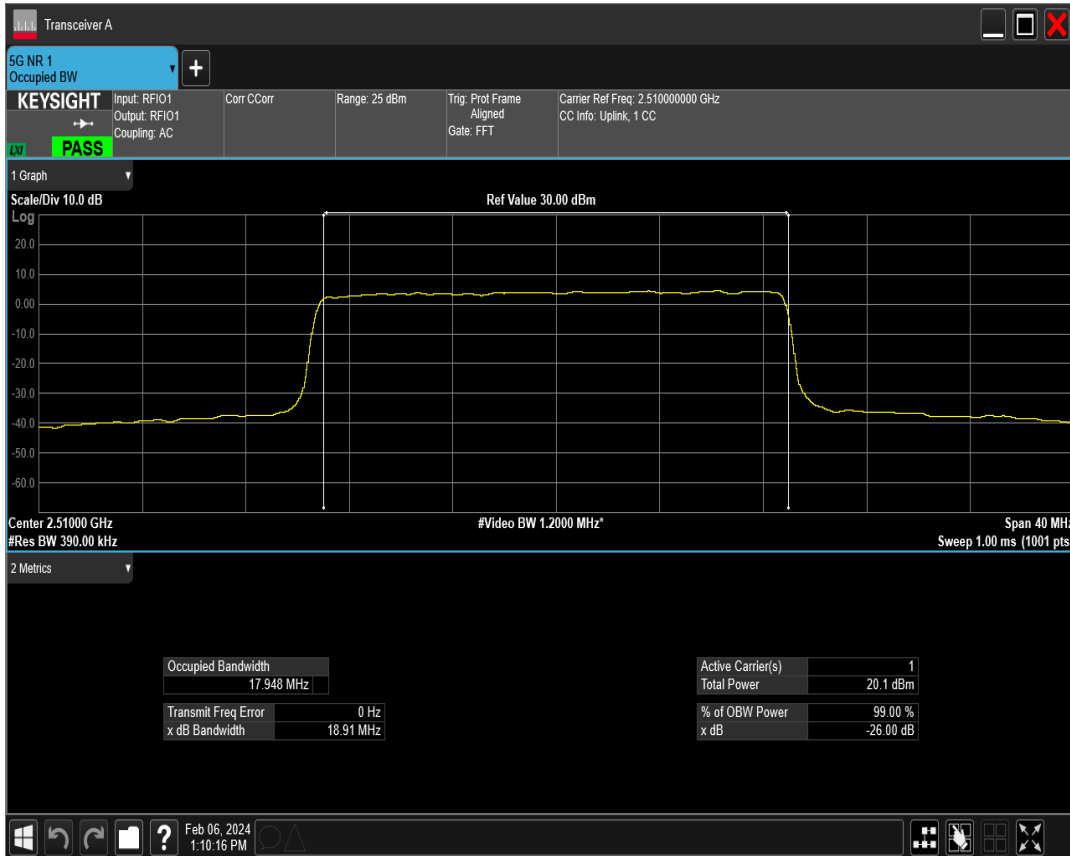 Transceiver A
5G NR 1
Occupied BW
KEYSIGHT
LXI
PASS
Input: RFIO1
Output: RFIO1
Coupling: AC
Corr CCorr
Range: 25 dBm
Trig: Prot Frame
Aligned
Gate: FFT
Carrier Ref Freq: 2.510000000 GHz
CC Info: Uplink, 1 CC
1 Graph
Scale/Div 10.0 dB
Ref Value 30.00 dBm
Log
20.0
10.0
0.00
-10.0
-20.0
-30.0
-40.0
-50.0
-60.0
Center 2.51000 GHz
#Video BW 1.2000 MHz*
Span 40 MHz
#Res BW 390.00 kHz
Sweep 1.00 ms (1001 pts
2 Metrics
Occupied Bandwidth
17.948 MHz
Transmit Freq Error 0 Hz
x dB Bandwidth 18.91 MHz
Active Carrier(s) 1
Total Power 20.1 dBm
% of OBW Power 99.00 %
x dB -26.00 dB
Feb 06, 2024
1:10:16 PM